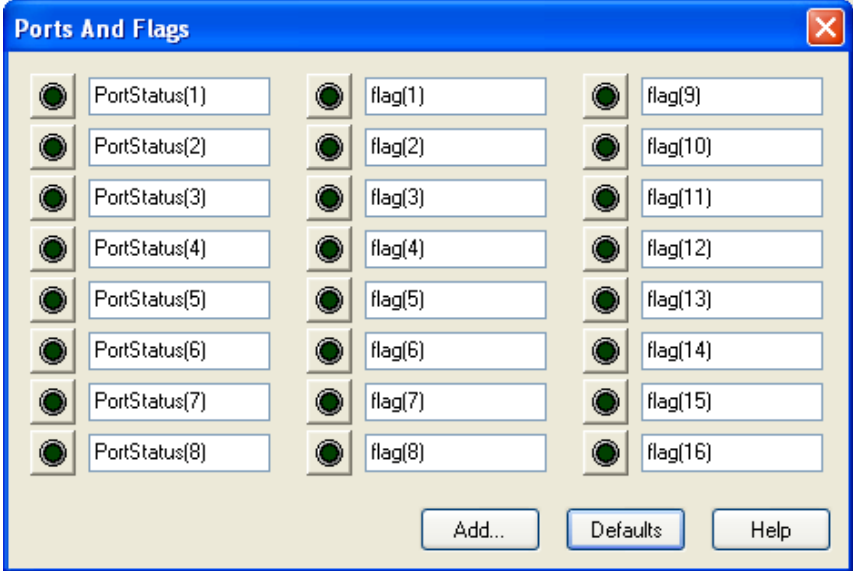 Ports And Flags
PortStatus(1) flag(1) flag(9)
PortStatus(2) flag(2) flag(10)
PortStatus(3) flag(3) flag(11)
PortStatus(4) flag(4) flag(12)
PortStatus(5) flag(5) flag(13)
PortStatus(6) flag(6) flag(14)
PortStatus(7) flag(7) flag(15)
PortStatus(8) flag(8) flag(16)
Add... Defaults Help